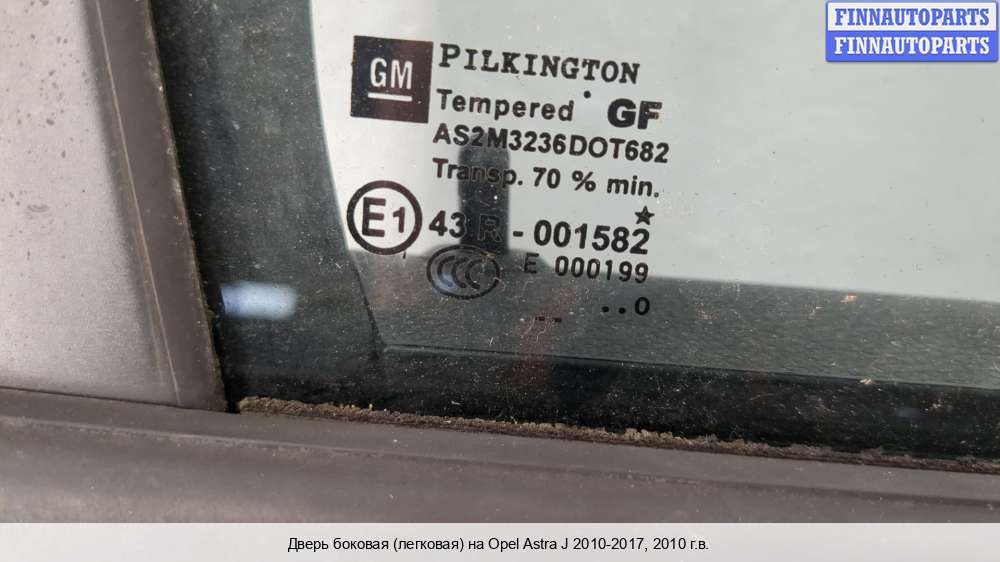 FINNAUTOPARTS
FINNAUTOPARTS
GM
PILKINGTON
Tempered GF
AS2M3236DOT682
Transp. 70 % min.
E1 43 R - 001582
CCC E 000199
..0
Дверь боковая (легковая) на Opel Astra J 2010-2017, 2010 г.в.